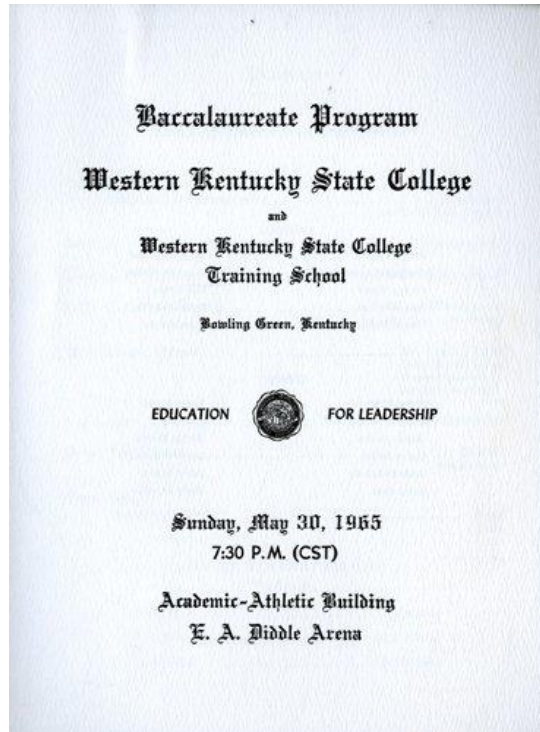 Baccalaureate Program
Western Kentucky State College
and
Western Kentucky State College
Training School
Bowling Green, Kentucky
EDUCATION FOR LEADERSHIP
Sunday, May 30, 1965
7:30 P.M. (CST)
Academic-Athletic Building
E. A. Diddle Arena